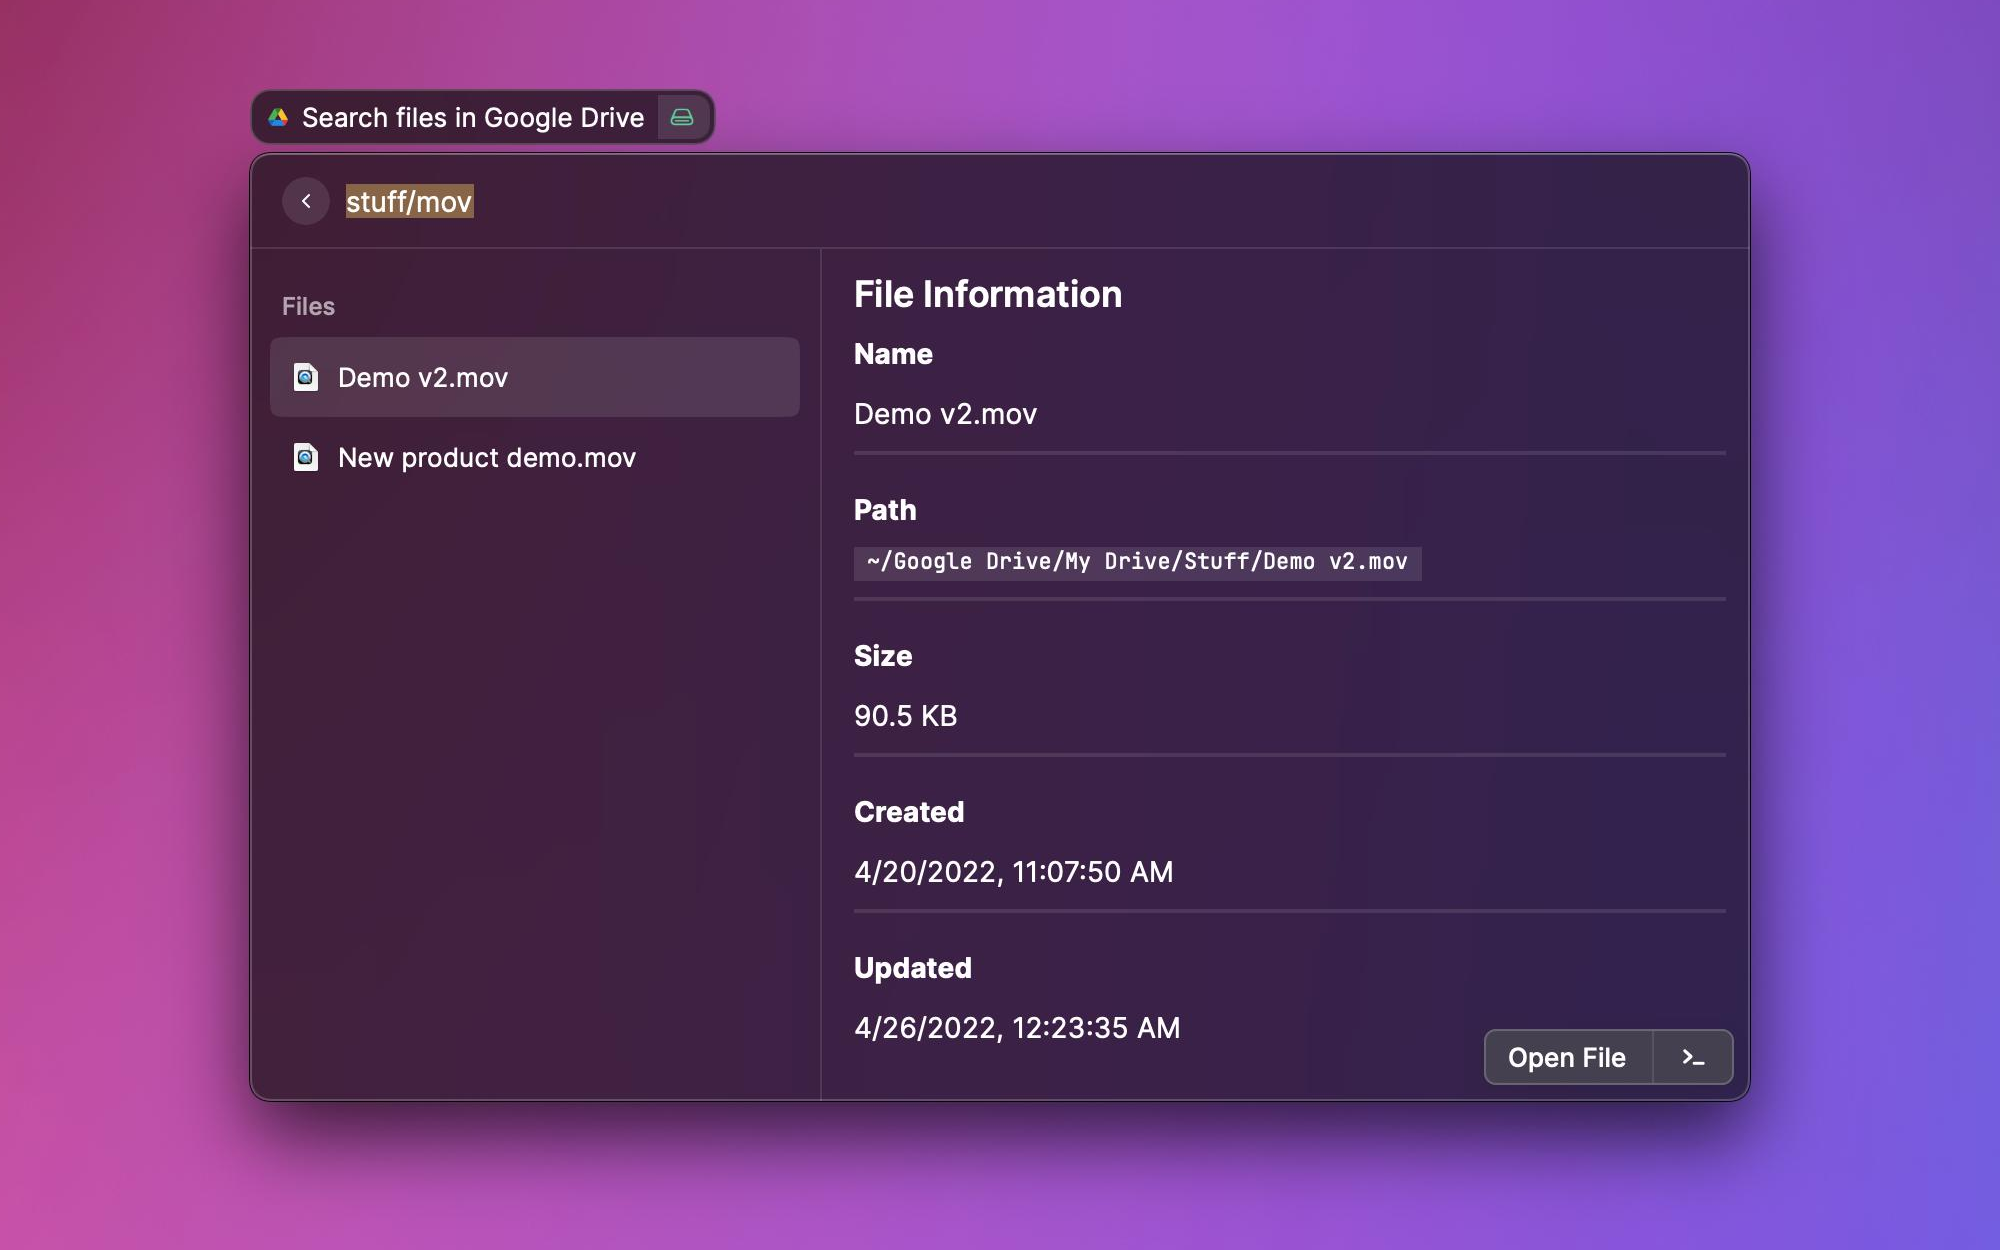 Search files in Google Drive
stuff/mov
Files
Demo v2.mov
New product demo.mov
File Information
Name
Demo v2.mov
Path
~/Google Drive/My Drive/Stuff/Demo v2.mov
Size
90.5 KB
Created
4/20/2022, 11:07:50 AM
Updated
4/26/2022, 12:23:35 AM
Open File